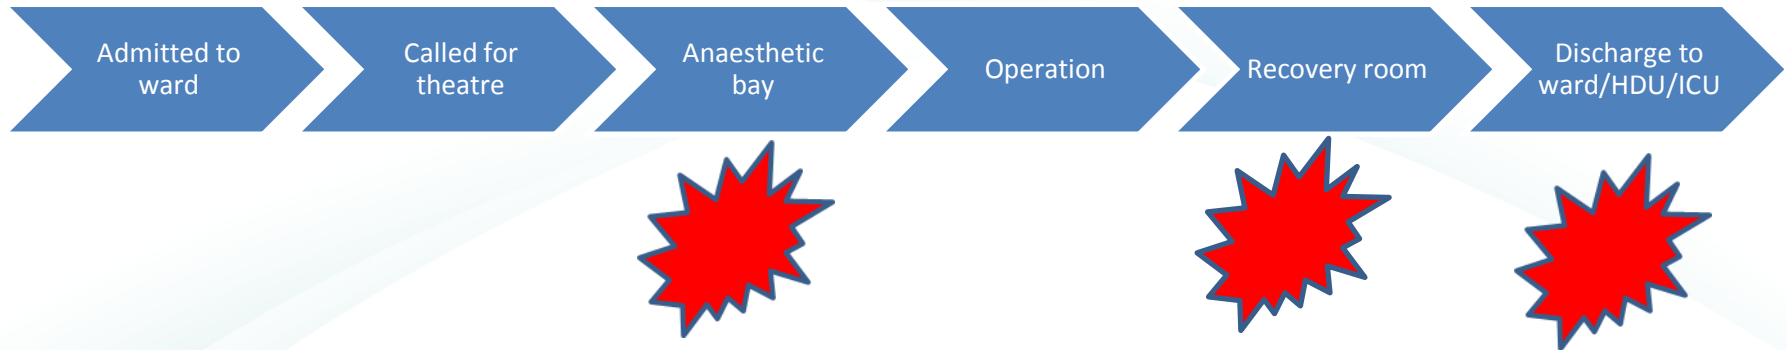 Admitted to
ward
Called for
theatre
Anaesthetic
bay
Operation
Recovery room
Discharge to
ward/HDU/ICU